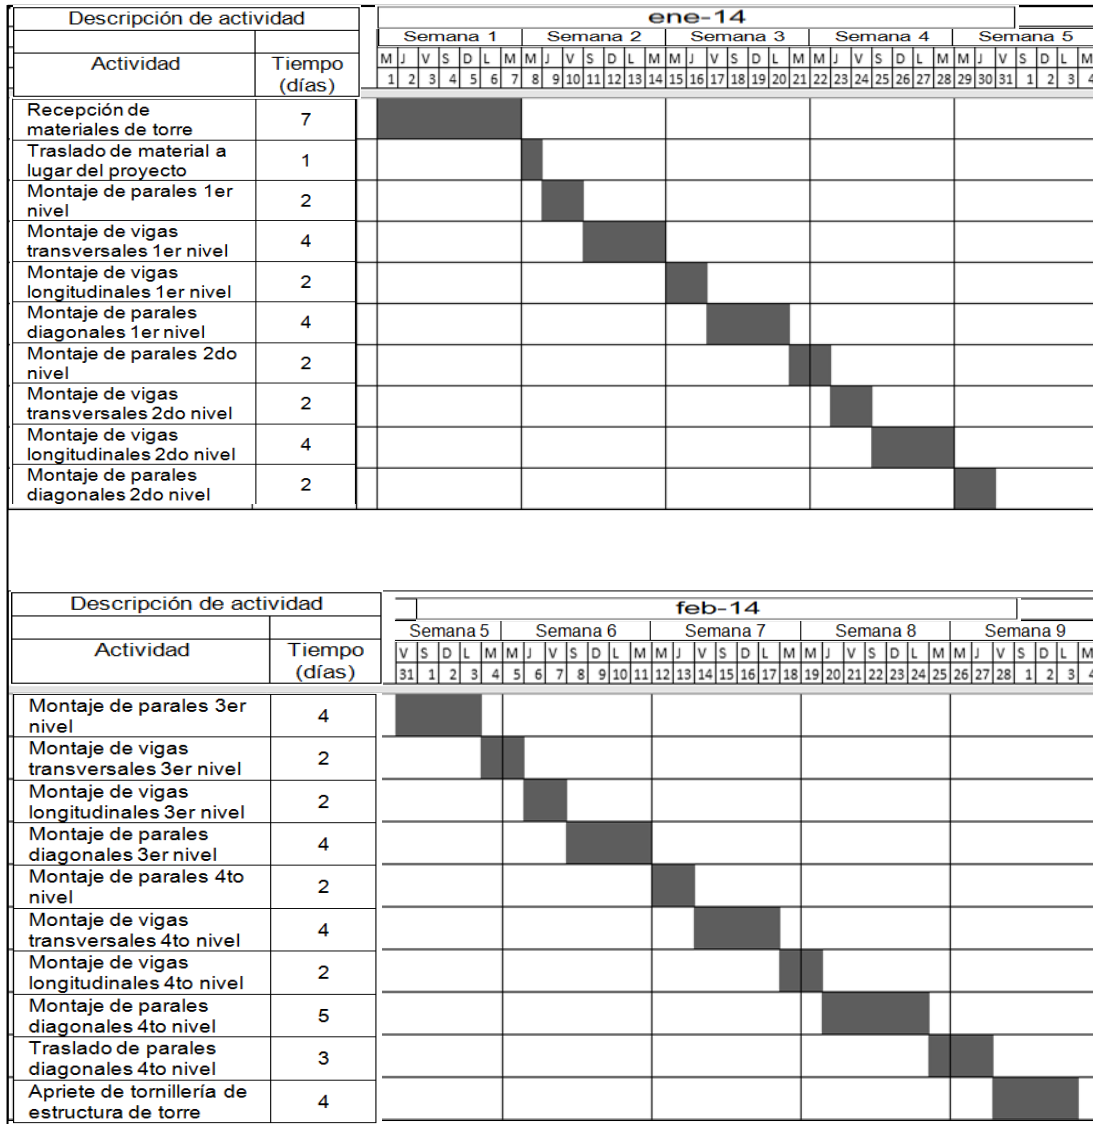 Descripción de actividad
ene-14
Semana 1 Semana 2 Semana 3 Semana 4 Semana 5
Actividad
Tiempo
(días)
M J V S D L M M J V S D L M M J V S D L M M J V S D L M M J V S D L M
1 2 3 4 5 6 7 8 9 10 11 12 13 14 15 16 17 18 19 20 21 22 23 24 25 26 27 28 29 30 31 1 2 3 4
Recepción de
materiales de torre
7
Traslado de material a
lugar del proyecto
1
Montaje de parales 1er
nivel
2
Montaje de vigas
transversales 1er nivel
4
Montaje de vigas
longitudinales 1er nivel
2
Montaje de parales
diagonales 1er nivel
4
Montaje de parales 2do
nivel
2
Montaje de vigas
transversales 2do nivel
2
Montaje de vigas
longitudinales 2do nivel
4
Montaje de parales
diagonales 2do nivel
2
Descripción de actividad
feb-14
Semana 5 Semana 6 Semana 7 Semana 8 Semana 9
Actividad
Tiempo
(días)
V S D L M M J V S D L M M J V S D L M M J V S D L M M J V S D L M
31 1 2 3 4 5 6 7 8 9 10 11 12 13 14 15 16 17 18 19 20 21 22 23 24 25 26 27 28 1 2 3 4
Montaje de parales 3er
nivel
4
Montaje de vigas
transversales 3er nivel
2
Montaje de vigas
longitudinales 3er nivel
2
Montaje de parales
diagonales 3er nivel
4
Montaje de parales 4to
nivel
2
Montaje de vigas
transversales 4to nivel
4
Montaje de vigas
longitudinales 4to nivel
2
Montaje de parales
diagonales 4to nivel
5
Traslado de parales
diagonales 4to nivel
3
Apriete de tornillería de
estructura de torre
4